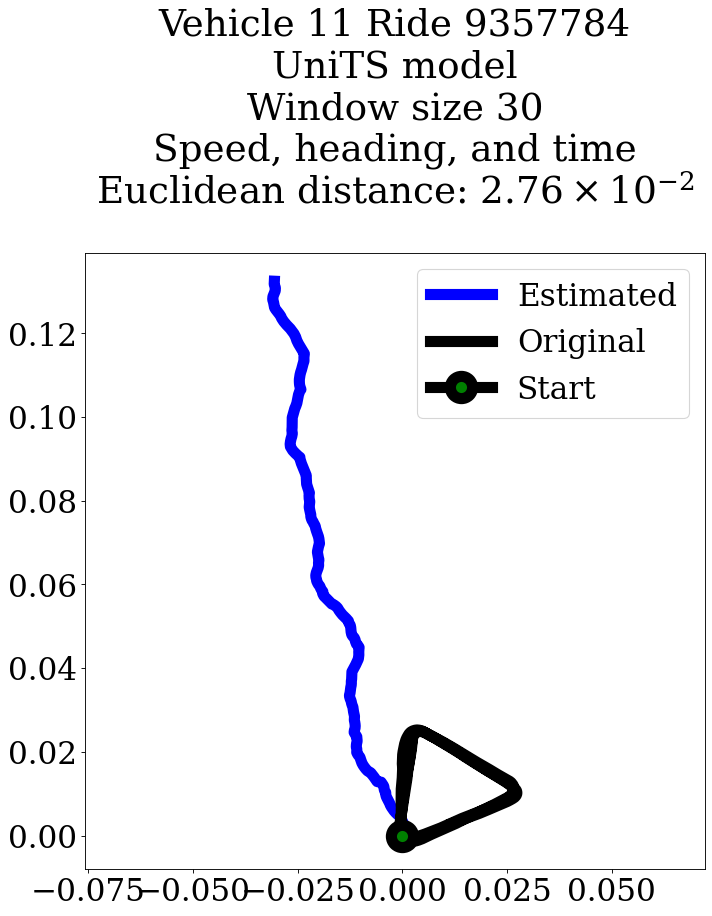 Vehicle 11 Ride 9357784
UniTS model
Window size 30
Speed, heading, and time
Euclidean distance: 2.76 × 10⁻²
Estimated
Original
Start
0.12
0.10
0.08
0.06
0.04
0.02
0.00
−0.075 −0.050 −0.025 0.000 0.025 0.050